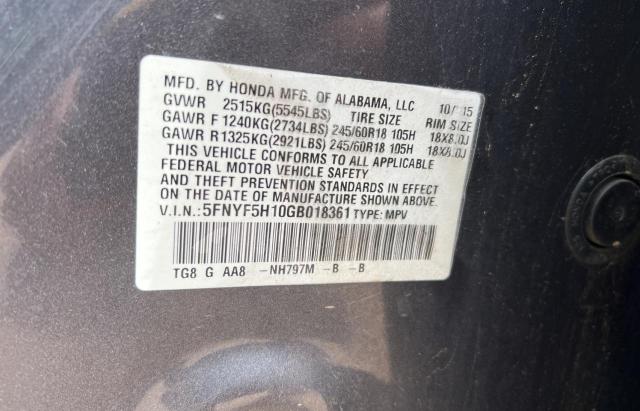 MFD. BY HONDA MFG. OF ALABAMA, LLC 10/15
GVWR 2515KG(5545LBS) TIRE SIZE RIM SIZE
GAWR F 1240KG(2734LBS) 245/60R18 105H 18X8.0J
GAWR R1325KG(2921LBS) 245/60R18 105H 18X8.0J
THIS VEHICLE CONFORMS TO ALL APPLICABLE
FEDERAL MOTOR VEHICLE SAFETY
AND THEFT PREVENTION STANDARDS IN EFFECT
ON THE DATE OF MANUFACTURE SHOWN ABOVE.
V.I.N.: 5FNYF5H10GB018361 TYPE: MPV
TG8 G AA8 -NH797M -B -B